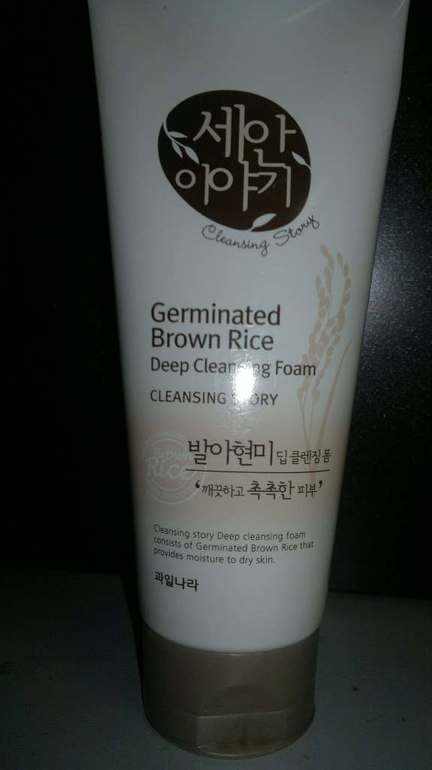 세안
이야기
Cleansing Story
Germinated
Brown Rice
Deep Cleansing Foam
CLEANSING STORY
Rice
발아현미 딥 클렌징 폼
‘깨끗하고 촉촉한 피부’
Cleansing story Deep cleansing foam
consists of Germinated Brown Rice that
provides moisture to dry skin.
과일나라